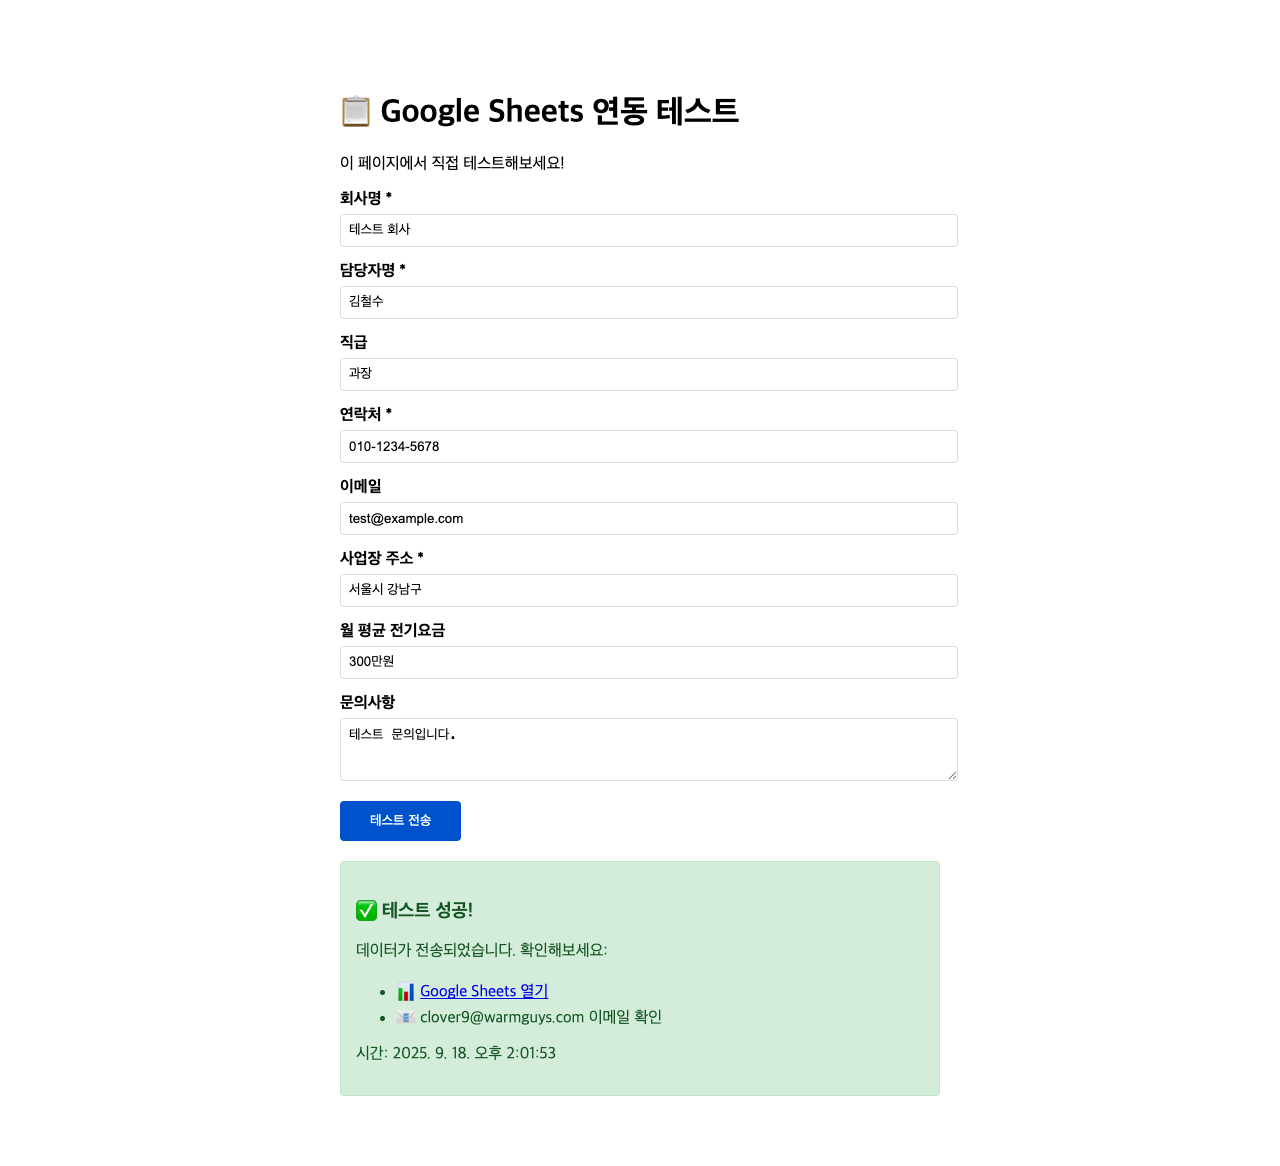 📋 Google Sheets 연동 테스트
이 페이지에서 직접 테스트해보세요!
회사명 *
테스트 회사
담당자명 *
김철수
직급
과장
연락처 *
010-1234-5678
이메일
test@example.com
사업장 주소 *
서울시 강남구
월 평균 전기요금
300만원
문의사항
테스트 문의입니다.
테스트 전송
✅ 테스트 성공!
데이터가 전송되었습니다. 확인해보세요:
• 📊 Google Sheets 열기
• 📧 clover9@warmguys.com 이메일 확인
시간: 2025. 9. 18. 오후 2:01:53